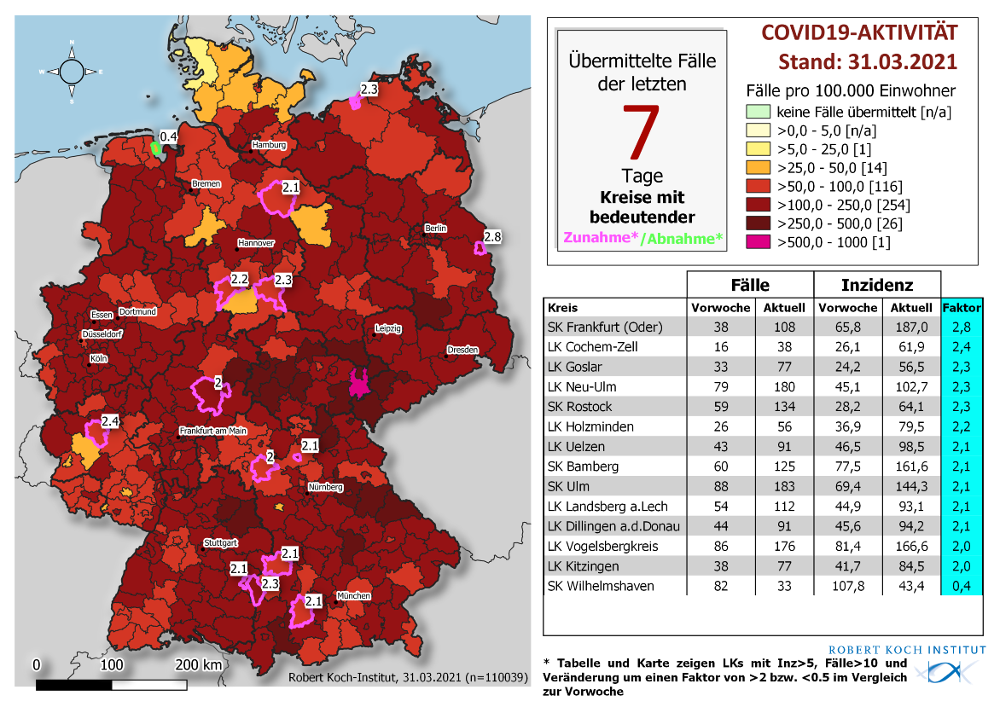 N
W
E
S
2.3
0.4
Hamburg
2.1
Bremen
Berlin
2.8
Hannover
2.2
2.3
Essen
Dortmund
Leipzig
Düsseldorf
Dresden
Köln
2
2.4
Frankfurt am Main
2.1
2
Nürnberg
Stuttgart
2.1
2.1
2.3
München
2.1
0
100
200 km
Robert Koch-Institut, 31.03.2021 (n=110039)
Übermittelte Fälle
der letzten
7
Tage
Kreise mit
bedeutender
Zunahme*/Abnahme*
COVID19-AKTIVITÄT
Stand: 31.03.2021
Fälle pro 100.000 Einwohner
keine Fälle übermittelt [n/a]
>0,0 - 5,0 [n/a]
>5,0 - 25,0 [1]
>25,0 - 50,0 [14]
>50,0 - 100,0 [116]
>100,0 - 250,0 [254]
>250,0 - 500,0 [26]
>500,0 - 1000 [1]
Fälle Inzidenz
Kreis Vorwoche Aktuell Vorwoche Aktuell Faktor
SK Frankfurt (Oder) 38 108 65,8 187,0 2,8
LK Cochem-Zell 16 38 26,1 61,9 2,4
LK Goslar 33 77 24,2 56,5 2,3
LK Neu-Ulm 79 180 45,1 102,7 2,3
SK Rostock 59 134 28,2 64,1 2,3
LK Holzminden 26 56 36,9 79,5 2,2
LK Uelzen 43 91 46,5 98,5 2,1
SK Bamberg 60 125 77,5 161,6 2,1
SK Ulm 88 183 69,4 144,3 2,1
LK Landsberg a.Lech 54 112 44,9 93,1 2,1
LK Dillingen a.d.Donau 44 91 45,6 94,2 2,1
LK Vogelsbergkreis 86 176 81,4 166,6 2,0
LK Kitzingen 38 77 41,7 84,5 2,0
SK Wilhelmshaven 82 33 107,8 43,4 0,4
* Tabelle und Karte zeigen LKs mit Inz>5, Fälle>10 und
Veränderung um einen Faktor von >2 bzw. <0.5 im Vergleich
zur Vorwoche
ROBERT KOCH INSTITUT